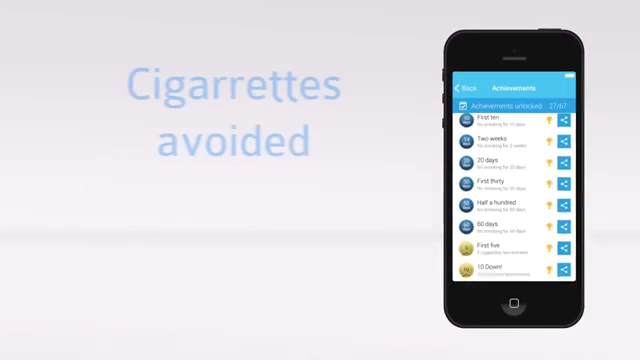 Cigarrettes
avoided
Back
Achievements
Achievements unlocked 27/67
First ten
No smoking for 10 days
Two weeks
No smoking for 2 weeks
20 days
No smoking for 20 days
First thirty
No smoking for 30 days
Half a hundred
No smoking for 50 days
60 days
No smoking for 60 days
First five
5 cigarettes non-smoked
10 Down!